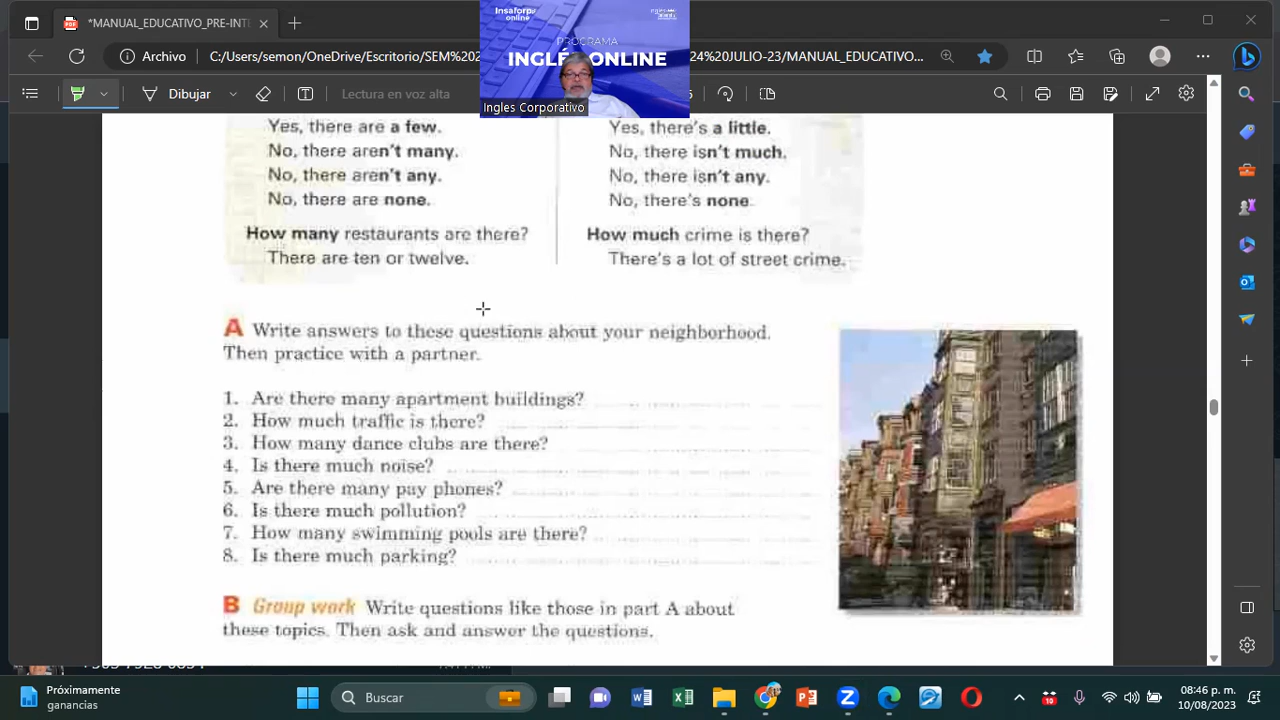 *MANUAL_EDUCATIVO_PRE-INT
Insaforp
online
PROGRAMA
INGLÉS ONLINE
Ingles Corporativo
Archivo
C:/Users/semon/OneDrive/Escritorio/SEM%20
24%20JULIO-23/MANUAL_EDUCATIVO...
Dibujar
Lectura en voz alta
Yes, there are a few.
No, there aren't many.
No, there aren't any.
No, there are none.
How many restaurants are there?
There are ten or twelve.
Yes, there's a little.
No, there isn't much.
No, there isn't any.
No, there's none.
How much crime is there?
There's a lot of street crime.
A Write answers to these questions about your neighborhood.
Then practice with a partner.
1. Are there many apartment buildings?
2. How much traffic is there?
3. How many dance clubs are there?
4. Is there much noise?
5. Are there many pay phones?
6. Is there much pollution?
7. How many swimming pools are there?
8. Is there much parking?
B Group work Write questions like those in part A about
these topics. Then ask and answer the questions.
Próximamente
ganancias
Buscar
10
08:46 p. m.
10/08/2023